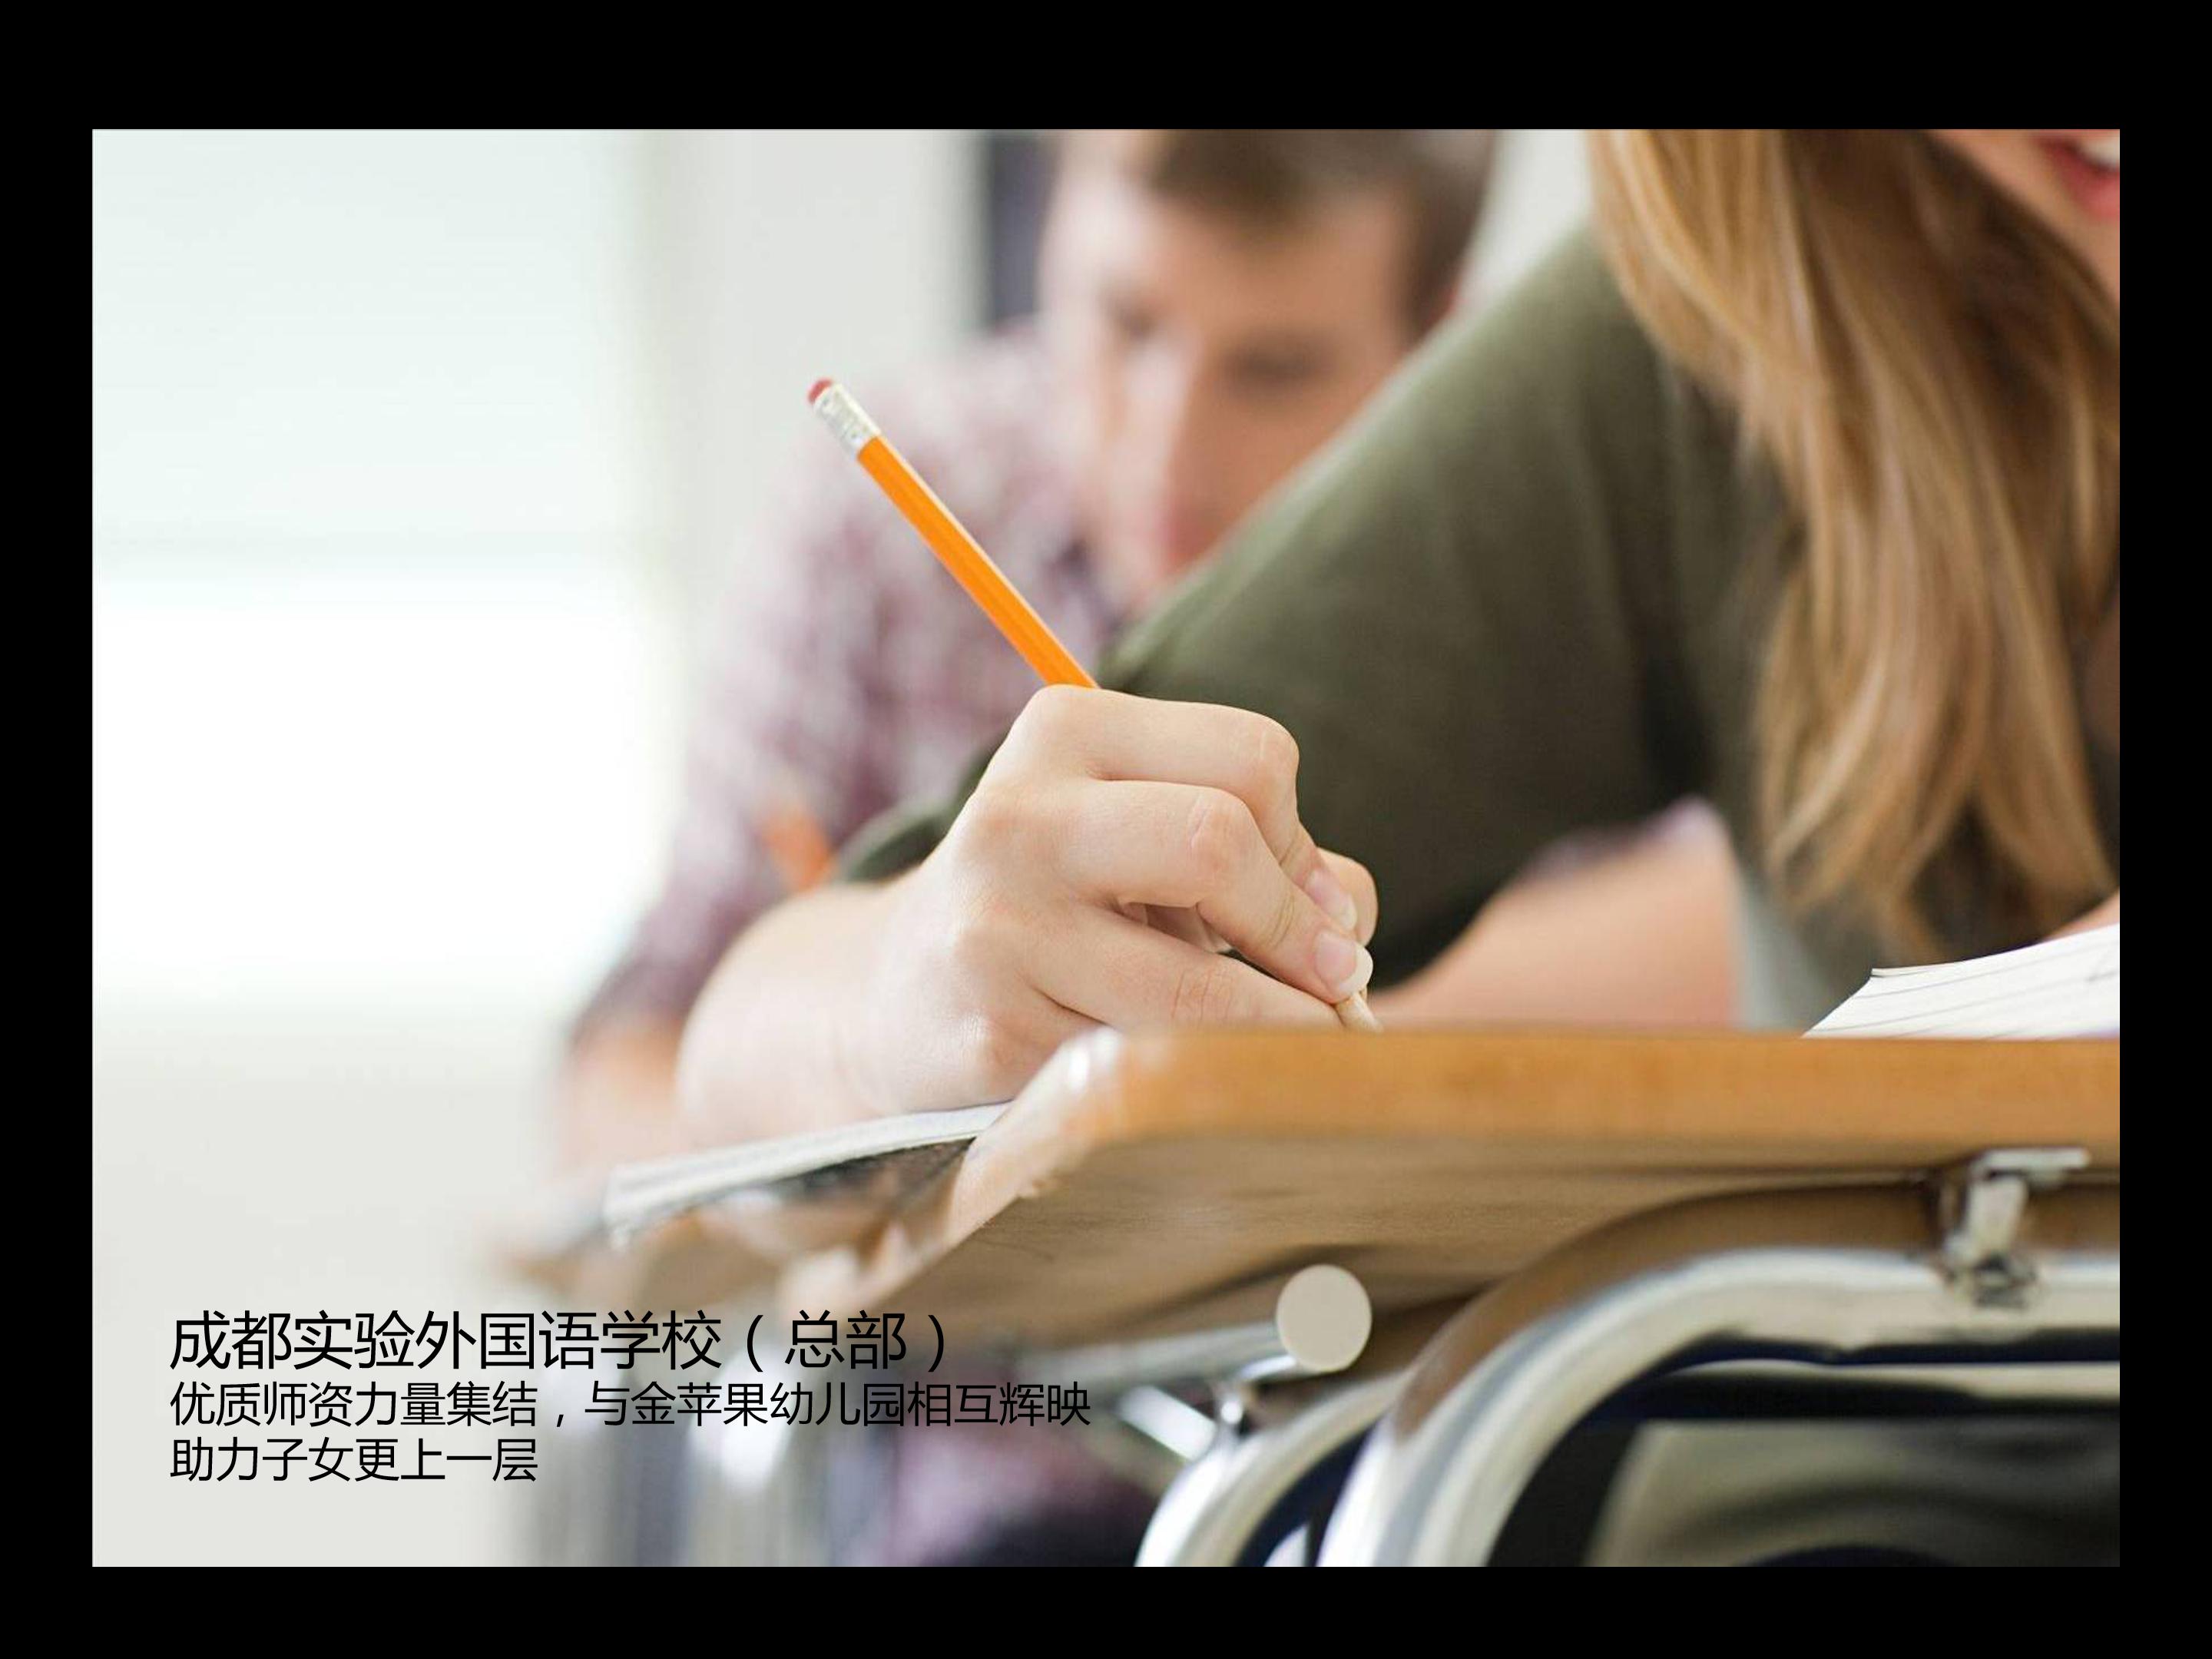 成都实验外国语学校（总部）
优质师资力量集结，与金苹果幼儿园相互辉映
助力子女更上一层